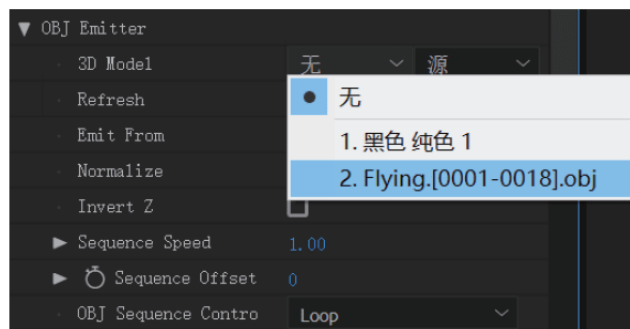 OBJ Emitter
3D Model 无 源
Refresh 无
Emit From 1. 黑色 纯色 1
Normalize 2. Flying.[0001-0018].obj
Invert Z
Sequence Speed 1.00
Sequence Offset 0
OBJ Sequence Contro Loop